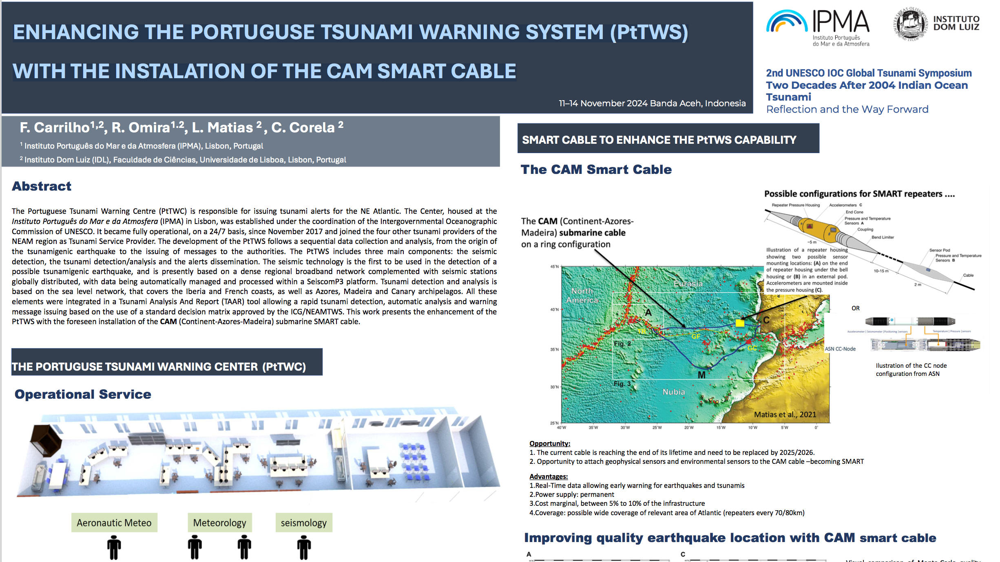 ENHANCING THE PORTUGUSE TSUNAMI WARNING SYSTEM (PtTWS)
WITH THE INSTALATION OF THE CAM SMART CABLE
11–14 November 2024 Banda Aceh, Indonesia
IPMA
Instituto Português
do Mar e da Atmosfera
INSTITUTO
DOM LUIZ
2nd UNESCO IOC Global Tsunami Symposium
Two Decades After 2004 Indian Ocean
Tsunami
Reflection and the Way Forward
F. Carrilho1,2, R. Omira1.2, L. Matias 2 , C. Corela 2
1 Instituto Português do Mar e da Atmosfera (IPMA), Lisbon, Portugal
2 Instituto Dom Luiz (IDL), Faculdade de Ciências, Universidade de Lisboa, Lisbon, Portugal
Abstract
The Portuguese Tsunami Warning Centre (PtTWC) is responsible for issuing tsunami alerts for the NE Atlantic. The Center, housed at the
Instituto Português do Mar e da Atmosfera (IPMA) in Lisbon, was established under the coordination of the Intergovernmental Oceanographic
Commission of UNESCO. It became fully operational, on a 24/7 basis, since November 2017 and joined the four other tsunami providers of the
NEAM region as Tsunami Service Provider. The development of the PtTWS follows a sequential data collection and analysis, from the origin of
the tsunamigenic earthquake to the issuing of messages to the authorities. The PtTWS includes three main components: the seismic
detection, the tsunami detection/analysis and the alerts dissemination. The seismic technology is the first to be used in the detection of a
possible tsunamigenic earthquake, and is presently based on a dense regional broadband network complemented with seismic stations
globally distributed, with data being automatically managed and processed within a SeiscomP3 platform. Tsunami detection and analysis is
based on the sea level network, that covers the Iberia and French coasts, as well as Azores, Madeira and Canary archipelagos. All these
elements were integrated in a Tsunami Analysis And Report (TAAR) tool allowing a rapid tsunami detection, automatic analysis and warning
message issuing based on the use of a standard decision matrix approved by the ICG/NEAMTWS. This work presents the enhancement of the
PtTWS with the foreseen installation of the CAM (Continent-Azores-Madeira) submarine SMART cable.
THE PORTUGUSE TSUNAMI WARNING CENTER (PtTWC)
Operational Service
Aeronautic Meteo
Meteorology
seismology
SMART CABLE TO ENHANCE THE PtTWS CAPABILITY
The CAM Smart Cable
The CAM (Continent-Azores-
Madeira) submarine cable
on a ring configuration
Possible configurations for SMART repeaters ....
Repeater Pressure Housing
Accelerometers C
End Cone
Pressure and Temperature
Sensors A
Coupling
Bend Limiter
~5 m
Sensor Pod
Pressure and Temperature
Sensors B
10-15 m
Cable
2 m
Illustration of a repeater housing
showing two possible sensor
mounting locations: (A) on the end
of repeater housing under the bell
housing or (B) in an external pod.
Accelerometers are mounted inside
the pressure housing (C).
OR
Accelerometer | Seismometer |Positioning |sensors
Temperature | Pressure |sensors
ASN CC-Node
Ilustration of the CC node
configuration from ASN
45°N
40°N
35°N
30°N
25°N
40°W
35°W
30°W
25°W
20°W
15°W
10°W
5°W
0°
North
America
Eurasia
A
C
TR
GF
GC
Fig. 2
M
Fig. 3
Nubia
Matias et al., 2021
Opportunity:
1. The current cable is reaching the end of its lifetime and need to be replaced by 2025/2026.
2. Opportunity to attach geophysical sensors and environmental sensors to the CAM cable –becoming SMART
Advantages:
1.Real-Time data allowing early warning for earthquakes and tsunamis
2.Power supply: permanent
3.Cost marginal, between 5% to 10% of the infrastructure
4.Coverage: possible wide coverage of relevant area of Atlantic (repeaters every 70/80km)
Improving quality earthquake location with CAM smart cable
A
C